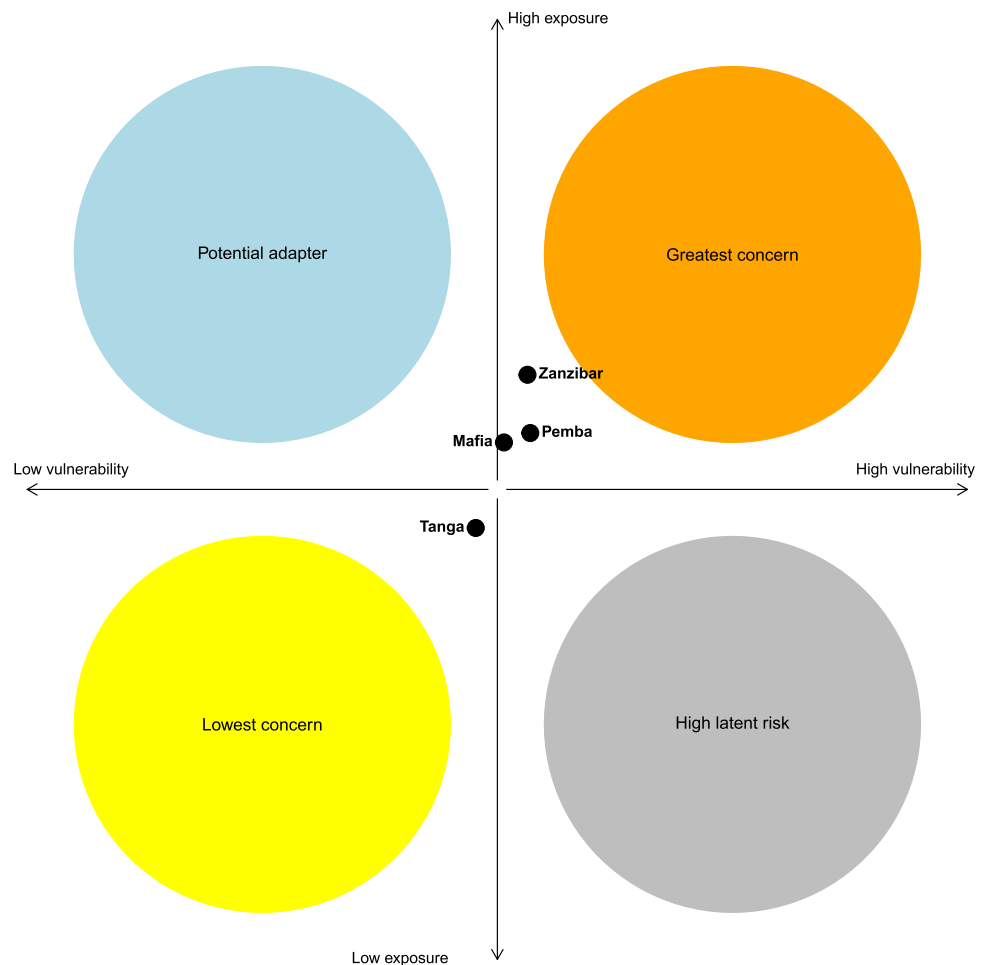 High exposure
Potential adapter
Greatest concern
Zanzibar
Pemba
Mafia
Low vulnerability
High vulnerability
Tanga
Lowest concern
High latent risk
Low exposure